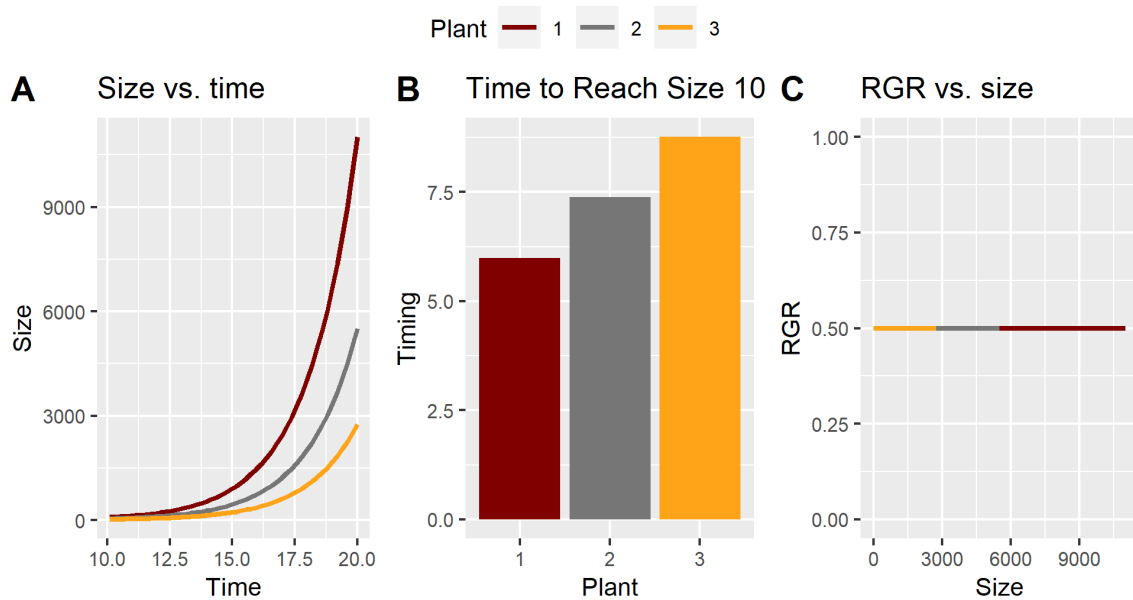 Plant 1 2 3
A Size vs. time
Size
9000
6000
3000
0
10.0 12.5 15.0 17.5 20.0
Time
B Time to Reach Size 10
Timing
7.5
5.0
2.5
0.0
1 2 3
Plant
C RGR vs. size
RGR
1.00
0.75
0.50
0.25
0.00
0 3000 6000 9000
Size